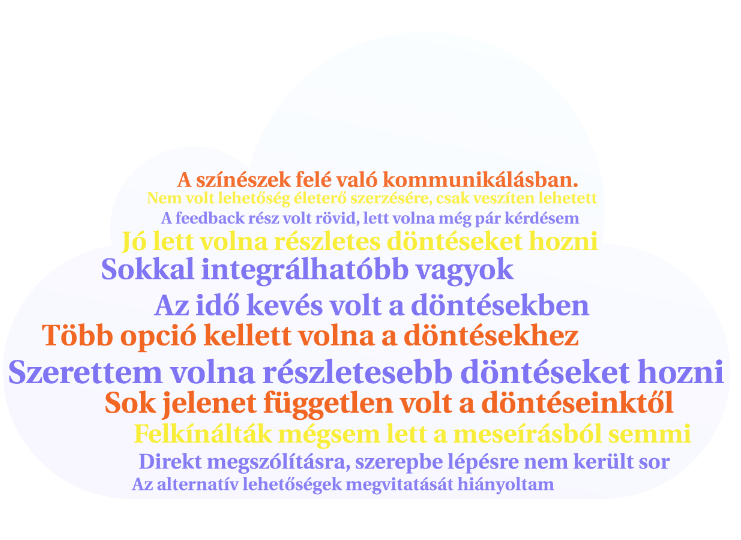 A színészek felé való kommunikálásban.
Nem volt lehetőség életerő szerzésére, csak veszíten lehetett
A feedback rész volt rövid, lett volna még pár kérdésem
Jó lett volna részletes döntéseket hozni
Sokkal integrálhatóbb vagyok
Az idő kevés volt a döntésekben
Több opció kellett volna a döntésekhez
Szerettem volna részletesebb döntéseket hozni
Sok jelenet független volt a döntéseinktől
Felkínálták mégsem lett a meseírásból semmi
Direkt megszólításra, szerepbe lépésre nem került sor
Az alternatív lehetőségek megvitatását hiányoltam